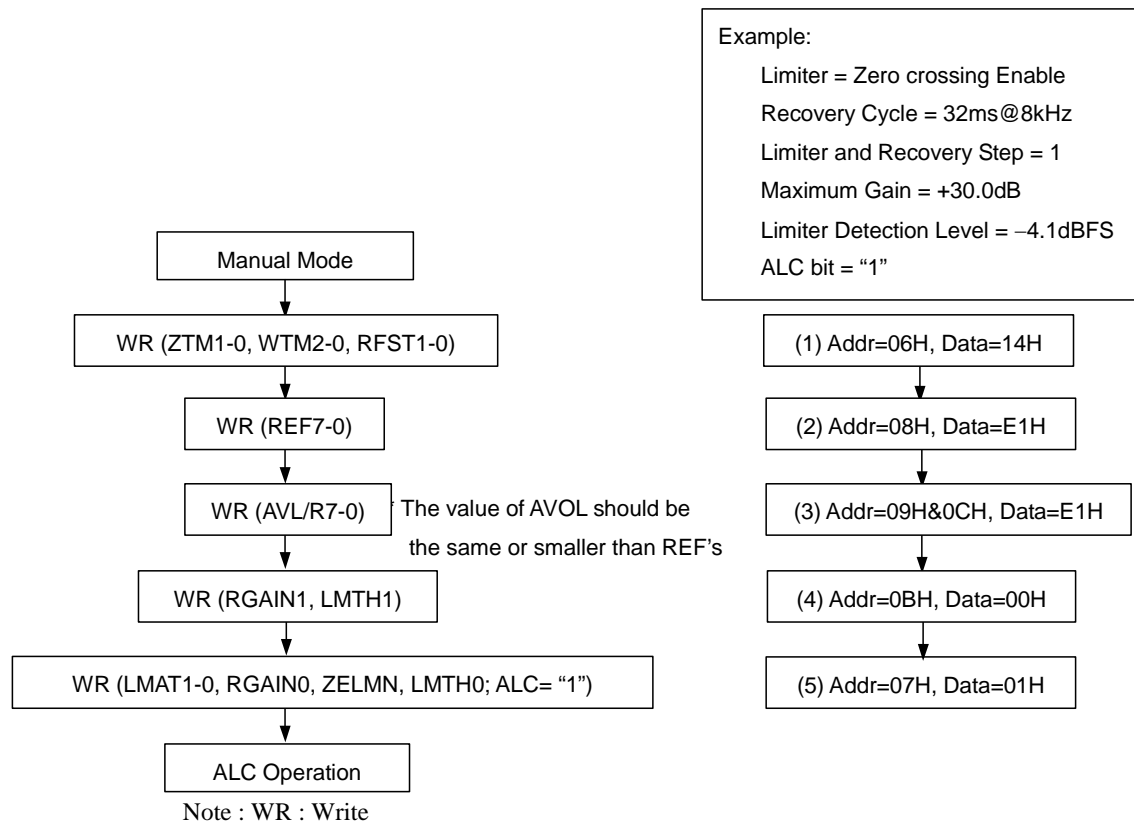 Example:
Limiter = Zero crossing Enable
Recovery Cycle = 32ms@8kHz
Limiter and Recovery Step = 1
Maximum Gain = +30.0dB
Limiter Detection Level = −4.1dBFS
ALC bit = “1”
Manual Mode
WR (ZTM1-0, WTM2-0, RFST1-0)
WR (REF7-0)
WR (AVL/R7-0)
* The value of AVOL should be
the same or smaller than REF’s
WR (RGAIN1, LMTH1)
WR (LMAT1-0, RGAIN0, ZELMN, LMTH0; ALC= “1”)
ALC Operation
Note : WR : Write
(1) Addr=06H, Data=14H
(2) Addr=08H, Data=E1H
(3) Addr=09H&0CH, Data=E1H
(4) Addr=0BH, Data=00H
(5) Addr=07H, Data=01H